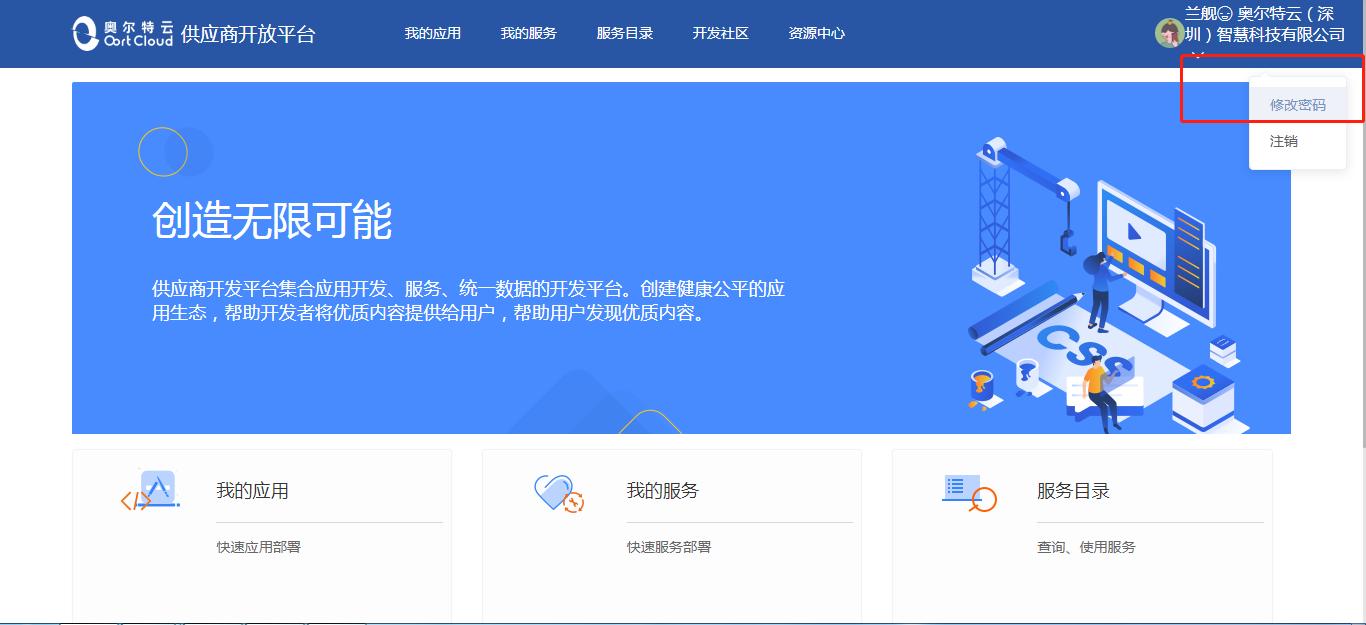 奥尔特云
Oort Cloud
供应商开放平台
我的应用
我的服务
服务目录
开发社区
资源中心
兰舰 奥尔特云（深
圳）智慧科技有限公司
修改密码
注销
创造无限可能
供应商开发平台集合应用开发、服务、统一数据的开发平台。创建健康公平的应
用生态，帮助开发者将优质内容提供给用户，帮助用户发现优质内容。
CSS
我的应用
快速应用部署
我的服务
快速服务部署
服务目录
查询、使用服务